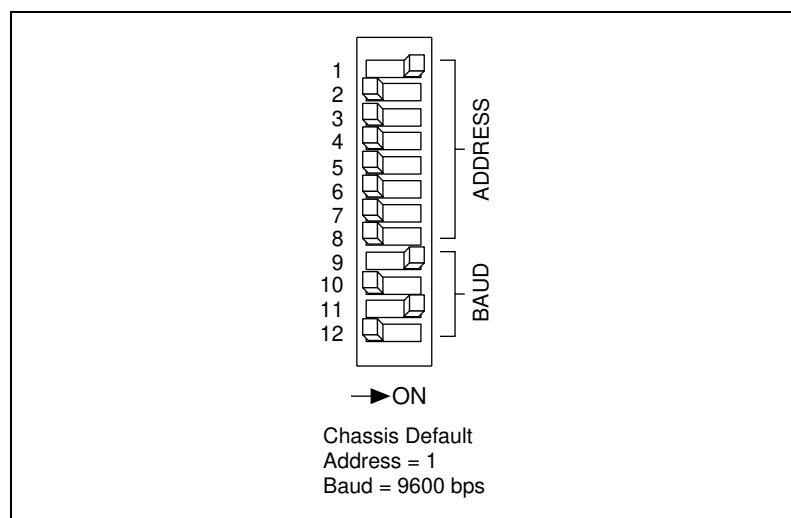 1
2
3
4
5
6
7
8
9
10
11
12
ADDRESS
BAUD
ON
Chassis Default
Address = 1
Baud = 9600 bps